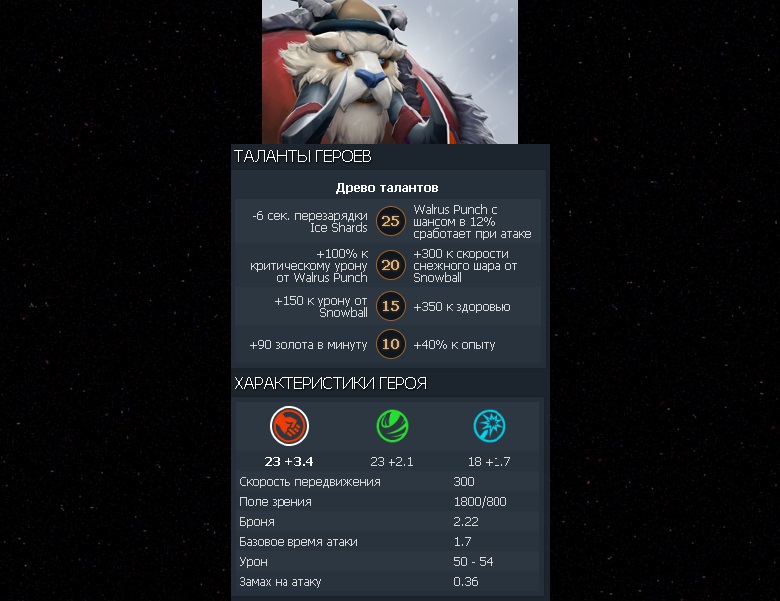 ТАЛАНТЫ ГЕРОЕВ
Древо талантов
-6 сек. перезарядки
Ice Shards
25
Walrus Punch с
шансом в 12%
сработает при атаке
+100% к
критическому урону
от Walrus Punch
20
+300 к скорости
снежного шара от
Snowball
+150 к урону от
Snowball
15
+350 к здоровью
+90 золота в минуту
10
+40% к опыту
ХАРАКТЕРИСТИКИ ГЕРОЯ
23 +3.4 23 +2.1 18 +1.7
Скорость передвижения 300
Поле зрения 1800/800
Броня 2.22
Базовое время атаки 1.7
Урон 50 - 54
Замах на атаку 0.36